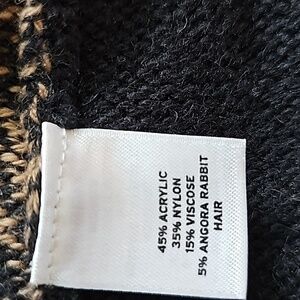 45% ACRYLIC
35% NYLON
15% VISCOSE
5% ANGORA RABBIT
HAIR